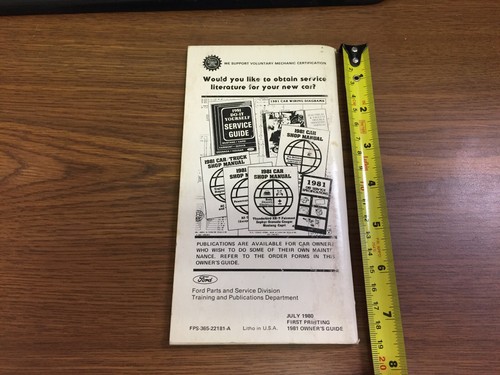 WE SUPPORT VOLUNTARY MECHANIC CERTIFICATION
Would you like to obtain service
literature for your new car?
1981
DO IT
YOURSELF
SERVICE
GUIDE
1981 CAR WIRING DIAGRAMS
1981 CAR
SHOP MANUAL
1981 CAR/TRUCK
SHOP MANUAL
1981 CAR
SHOP MANUAL
1981
PUBLICATIONS ARE AVAILABLE FOR CAR OWNERS
WHO WISH TO DO SOME OF THEIR OWN MAINTE-
NANCE. REFER TO THE ORDER FORMS IN THIS
OWNER'S GUIDE.
Ford
Ford Parts and Service Division
Training and Publications Department
JULY 1980
FIRST PRINTING
FPS-365-22181-A Litho in U.S.A. 1981 OWNER'S GUIDE
1
2
3
4
5
6
7
8